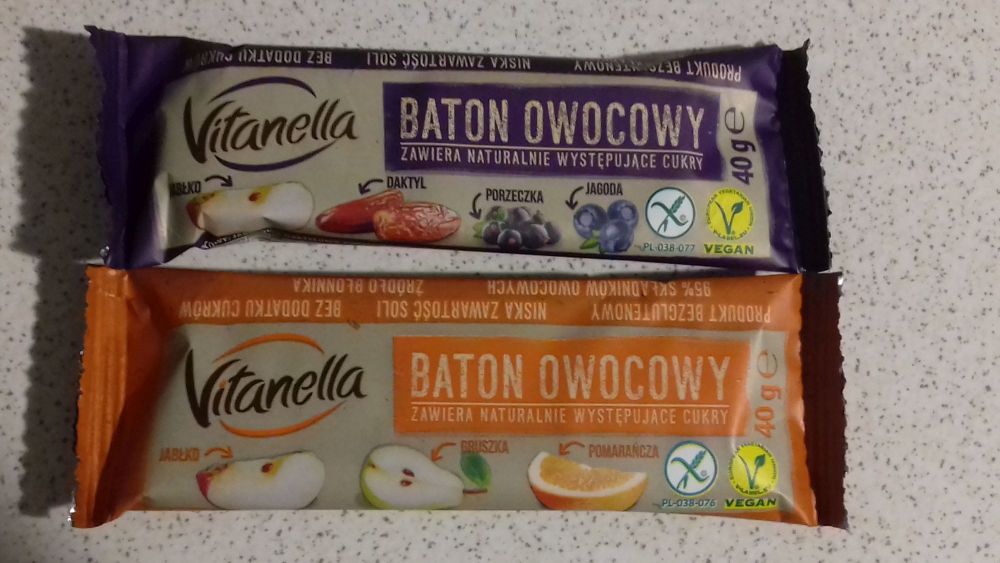 PRODUKT BEZGLUTENOWY NISKA ZAWARTOŚĆ SOLI BEZ DODATKU CUKRÓW
Vitanella
BATON OWOCOWY
ZAWIERA NATURALNIE WYSTĘPUJĄCE CUKRY
40 g e
JABŁKO
DAKTYL
PORZECZKA
JAGODA
PL-038-077
VEGAN
95% SKŁADNIKÓW OWOCOWYCH ŹRÓDŁO BŁONNIKA
PRODUKT BEZGLUTENOWY NISKA ZAWARTOŚĆ SOLI BEZ DODATKU CUKRÓW
Vitanella
BATON OWOCOWY
ZAWIERA NATURALNIE WYSTĘPUJĄCE CUKRY
40 g e
JABŁKO
GRUSZKA
POMARAŃCZA
PL-038-076
V-LABEL.EU
VEGAN